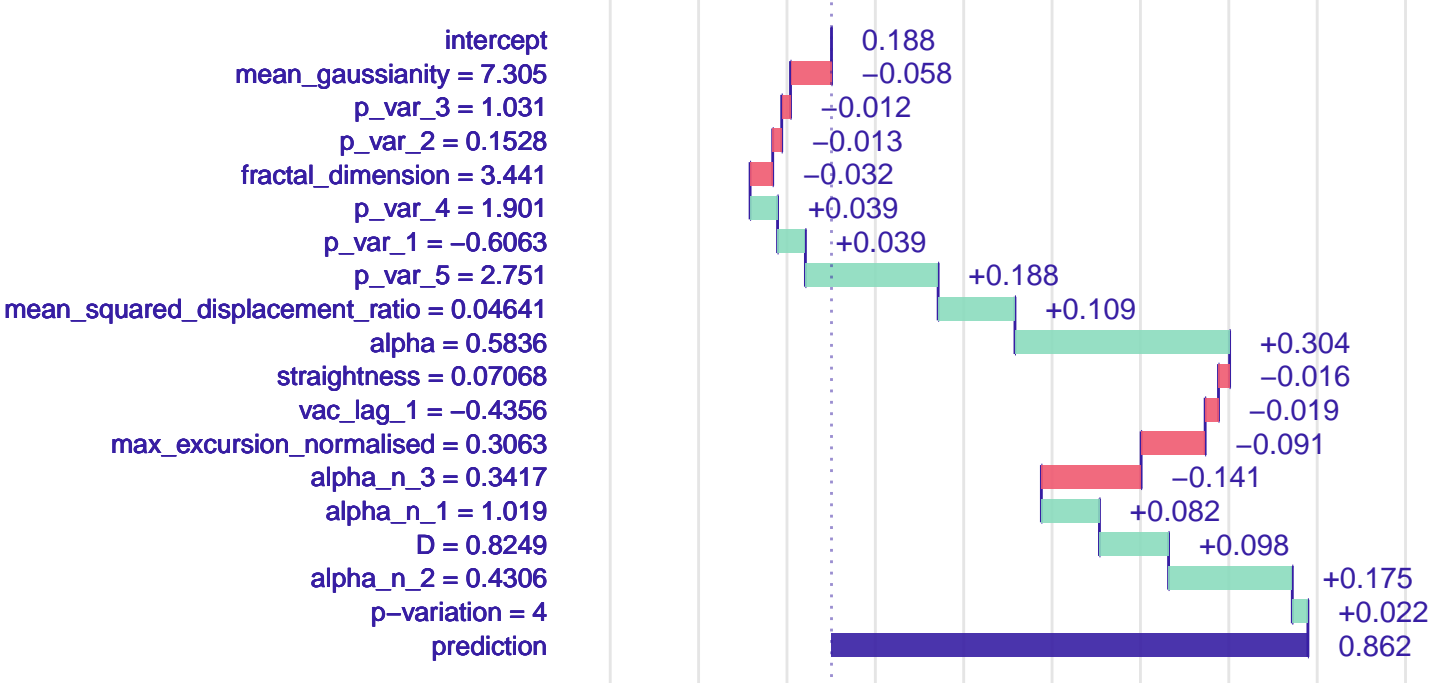 intercept 0.188
mean_gaussianity = 7.305 −0.058
p_var_3 = 1.031 −0.012
p_var_2 = 0.1528 −0.013
fractal_dimension = 3.441 −0.032
p_var_4 = 1.901 +0.039
p_var_1 = −0.6063 +0.039
p_var_5 = 2.751 +0.188
mean_squared_displacement_ratio = 0.04641 +0.109
alpha = 0.5836 +0.304
straightness = 0.07068 −0.016
vac_lag_1 = −0.4356 −0.019
max_excursion_normalised = 0.3063 −0.091
alpha_n_3 = 0.3417 −0.141
alpha_n_1 = 1.019 +0.082
D = 0.8249 +0.098
alpha_n_2 = 0.4306 +0.175
p−variation = 4 +0.022
prediction 0.862